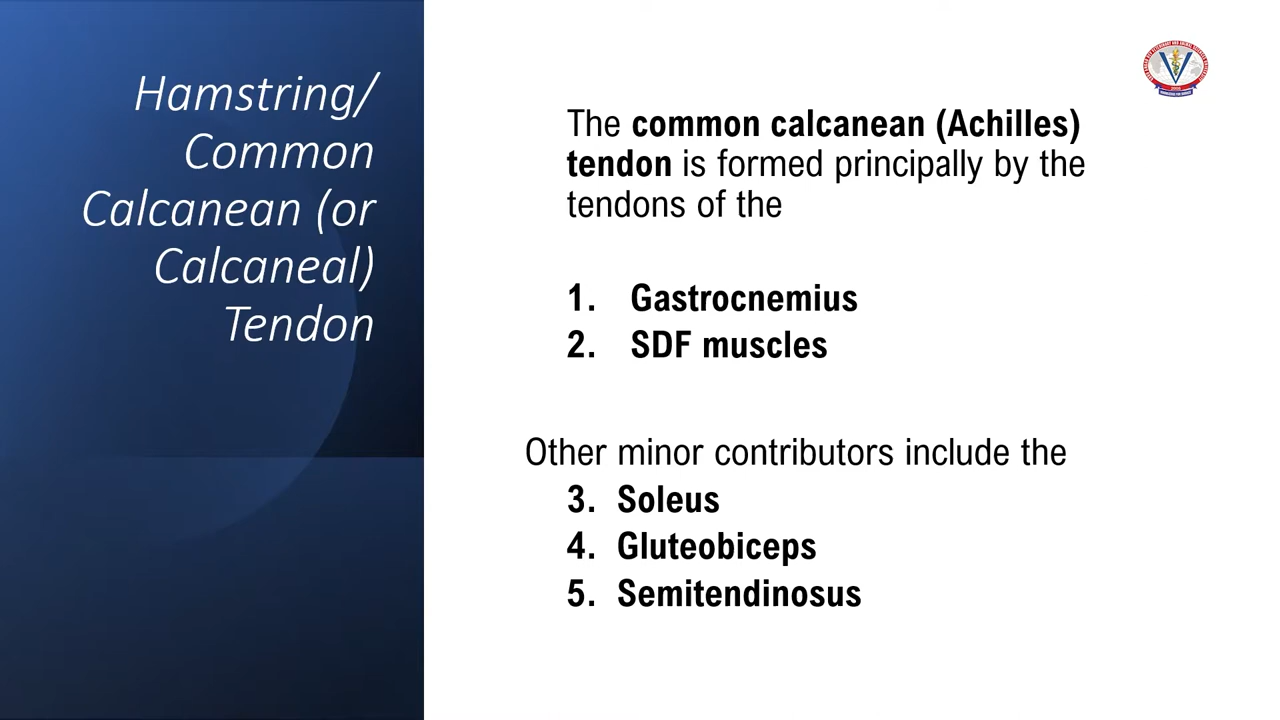 Hamstring/
Common
Calcanean (or
Calcaneal)
Tendon
The common calcanean (Achilles)
tendon is formed principally by the
tendons of the
1. Gastrocnemius
2. SDF muscles
Other minor contributors include the
3. Soleus
4. Gluteobiceps
5. Semitendinosus